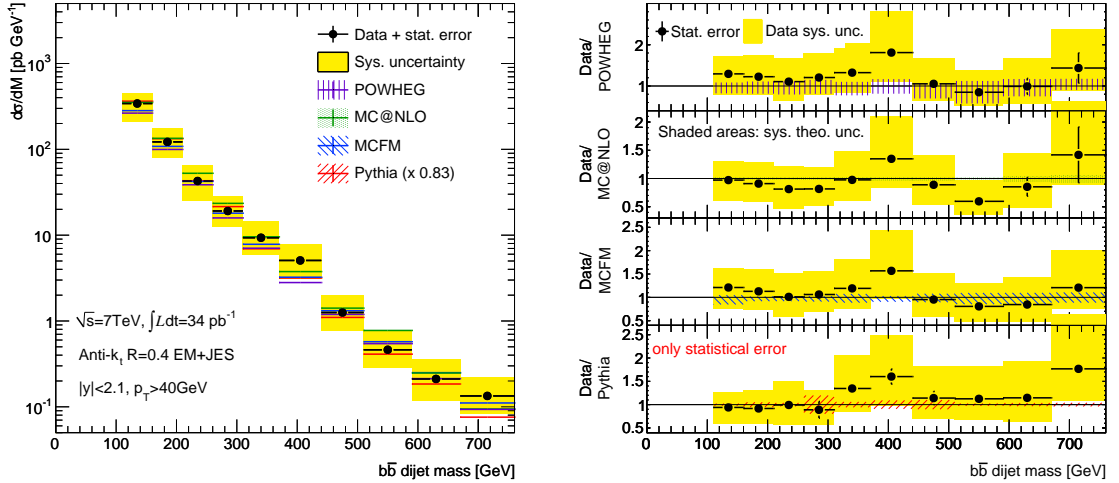 dσ/dM [pb GeV⁻¹]
10³
10²
10
1
10⁻¹
Data + stat. error
Sys. uncertainty
POWHEG
MC@NLO
MCFM
Pythia (x 0.83)
√s=7TeV, ∫Ldt=34 pb⁻¹
Anti-kₜ R=0.4 EM+JES
|y|<2.1, p_T>40GeV
0 100 200 300 400 500 600 700
bb̅ dijet mass [GeV]
Data/
POWHEG
2
1
Stat. error
Data sys. unc.
Data/
MC@NLO
2
1.5
1
0.5
Shaded areas: sys. theo. unc.
Data/
MCFM
2.5
2
1.5
1
0.5
Data/
Pythia
2.5
2
1.5
1
only statistical error
0 100 200 300 400 500 600 700
bb̅ dijet mass [GeV]